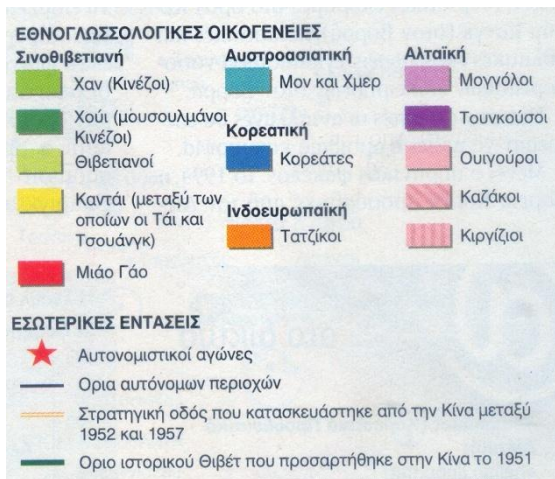 ΕΘΝΟΓΛΩΣΣΟΛΟΓΙΚΕΣ ΟΙΚΟΓΕΝΕΙΕΣ
Σινοθιβετιανή
Χαν (Κινέζοι)
Χούι (μουσουλμάνοι
Κινέζοι)
Θιβετιανοί
Καντάι (μεταξύ των
οποίων οι Τάι και
Τσουάνγκ)
Μιάο Γάο
Αυστροασιατική
Μον και Χμερ
Κορεατική
Κορεάτες
Ινδοευρωπαϊκή
Τατζίκοι
Αλταϊκή
Μογγόλοι
Τουνκούσοι
Ουιγούροι
Καζάκοι
Κιργίζιοι
ΕΣΩΤΕΡΙΚΕΣ ΕΝΤΑΣΕΙΣ
Αυτονομιστικοί αγώνες
Ορια αυτόνομων περιοχών
Στρατηγική οδός που κατασκευάστηκε από την Κίνα μεταξύ
1952 και 1957
Οριο ιστορικού Θιβέτ που προσαρτήθηκε στην Κίνα το 1951